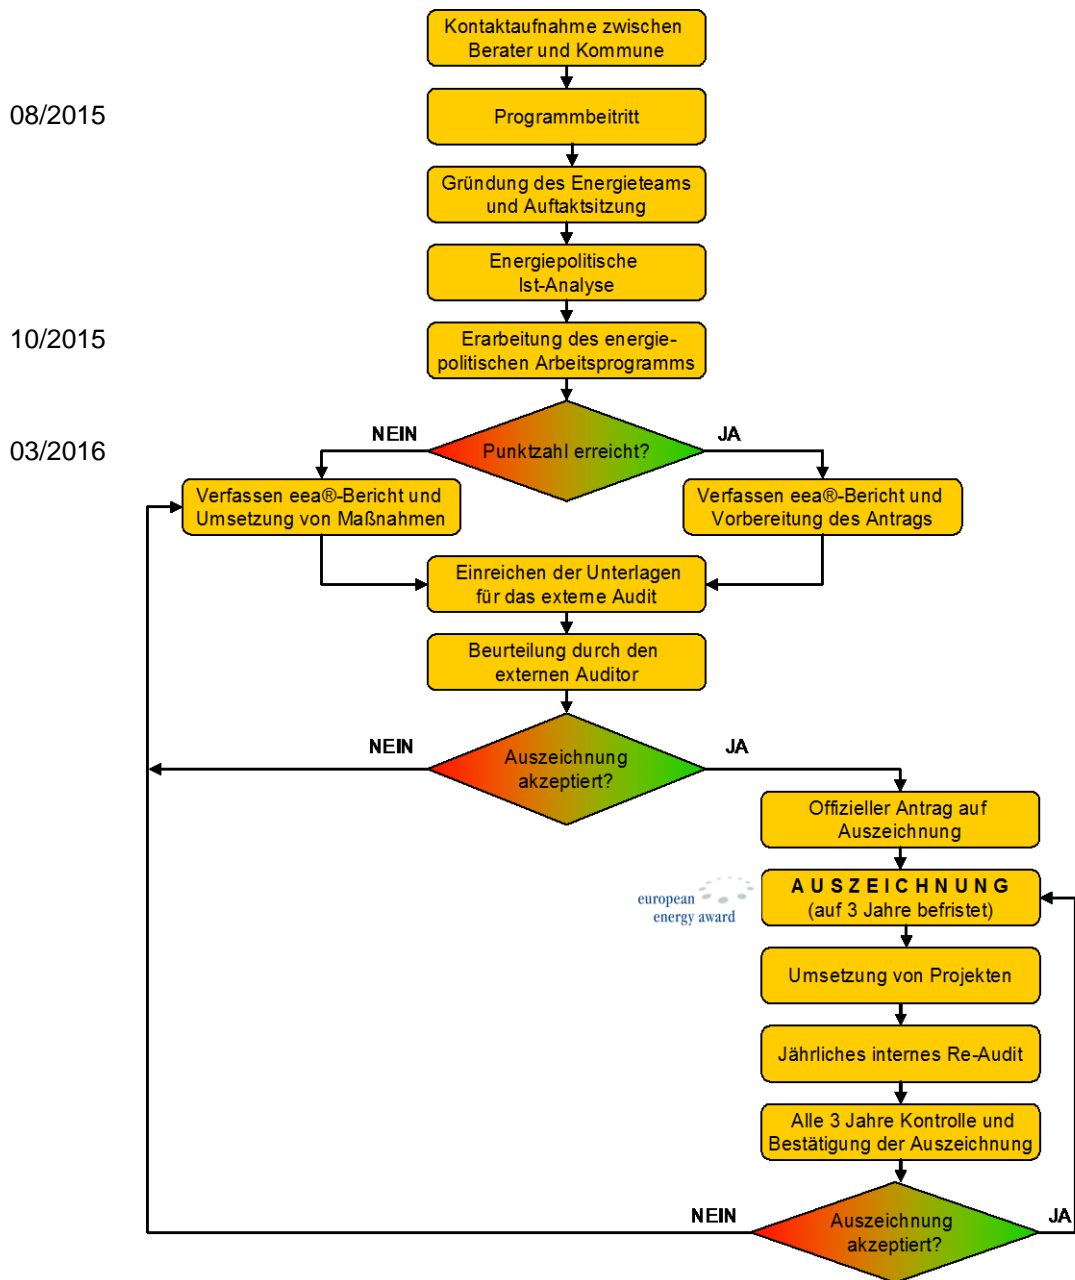 Kontaktaufnahme zwischen
Berater und Kommune
08/2015
Programmbeitritt
Gründung des Energieteams
und Auftaktsitzung
Energiepolitische
Ist-Analyse
10/2015
Erarbeitung des energie-
politischen Arbeitsprogramms
03/2016
NEIN
Punktzahl erreicht?
JA
Verfassen eea®-Bericht und
Umsetzung von Maßnahmen
Verfassen eea®-Bericht und
Vorbereitung des Antrags
Einreichen der Unterlagen
für das externe Audit
Beurteilung durch den
externen Auditor
NEIN
Auszeichnung
akzeptiert?
JA
Offizieller Antrag auf
Auszeichnung
european
energy award
A U S Z E I C H N U N G
(auf 3 Jahre befristet)
Umsetzung von Projekten
Jährliches internes Re-Audit
Alle 3 Jahre Kontrolle und
Bestätigung der Auszeichnung
NEIN
Auszeichnung
akzeptiert?
JA